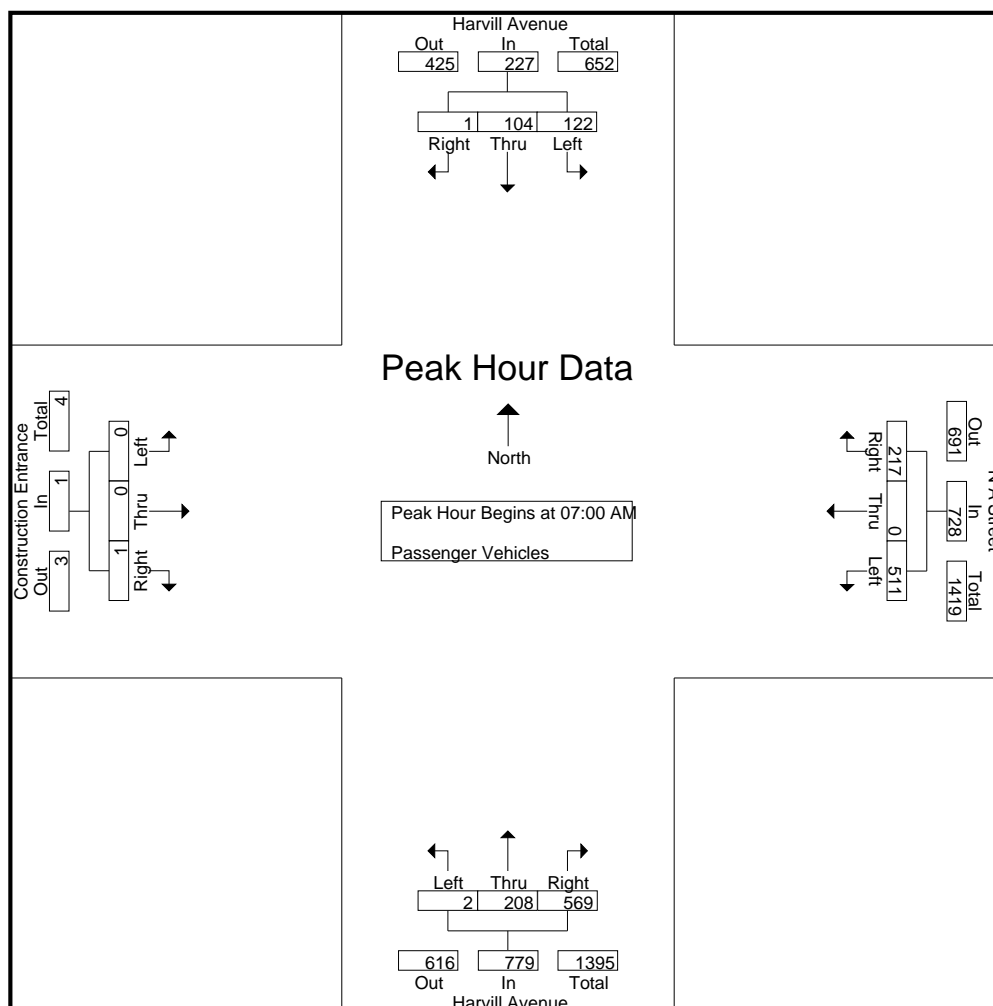 Harvill Avenue
Out In Total
425 227 652
1 104 122
Right Thru Left
Peak Hour Data
North
Peak Hour Begins at 07:00 AM
Passenger Vehicles
Construction Entrance
Total In Out
4 1 3
0 0 1
Left Thru Right
Right Thru Left
217 0 511
691 728 1419
Out In Total
N A Street
Left Thru Right
2 208 569
616 779 1395
Out In Total
Harvill Avenue